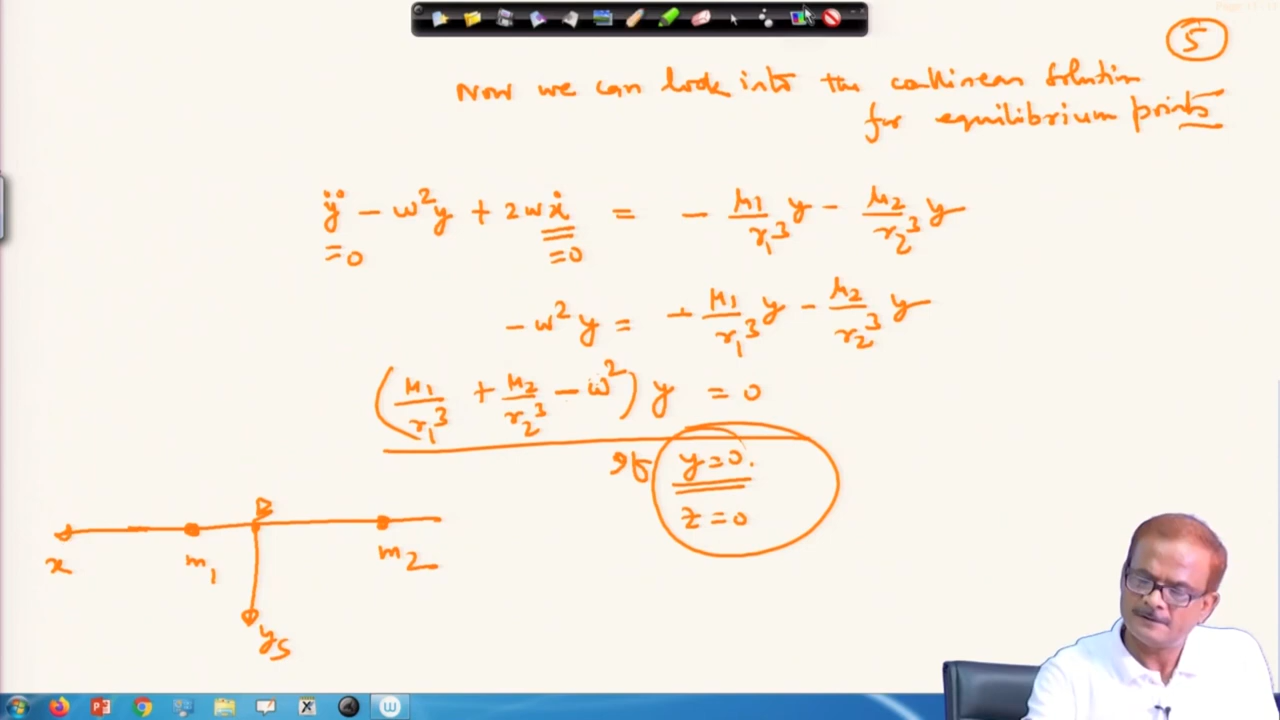 5
Now we can look into the collinear solution
for equilibrium points
ÿ - ω²y + 2ωẋ = - μ1/r1³ y - μ2/r2³ y
=0 =0
-ω²y = - μ1/r1³ y - μ2/r2³ y
(μ1/r1³ + μ2/r2³ - ω²) y = 0
If y=0.
z=0
B
x m1 m2
ys